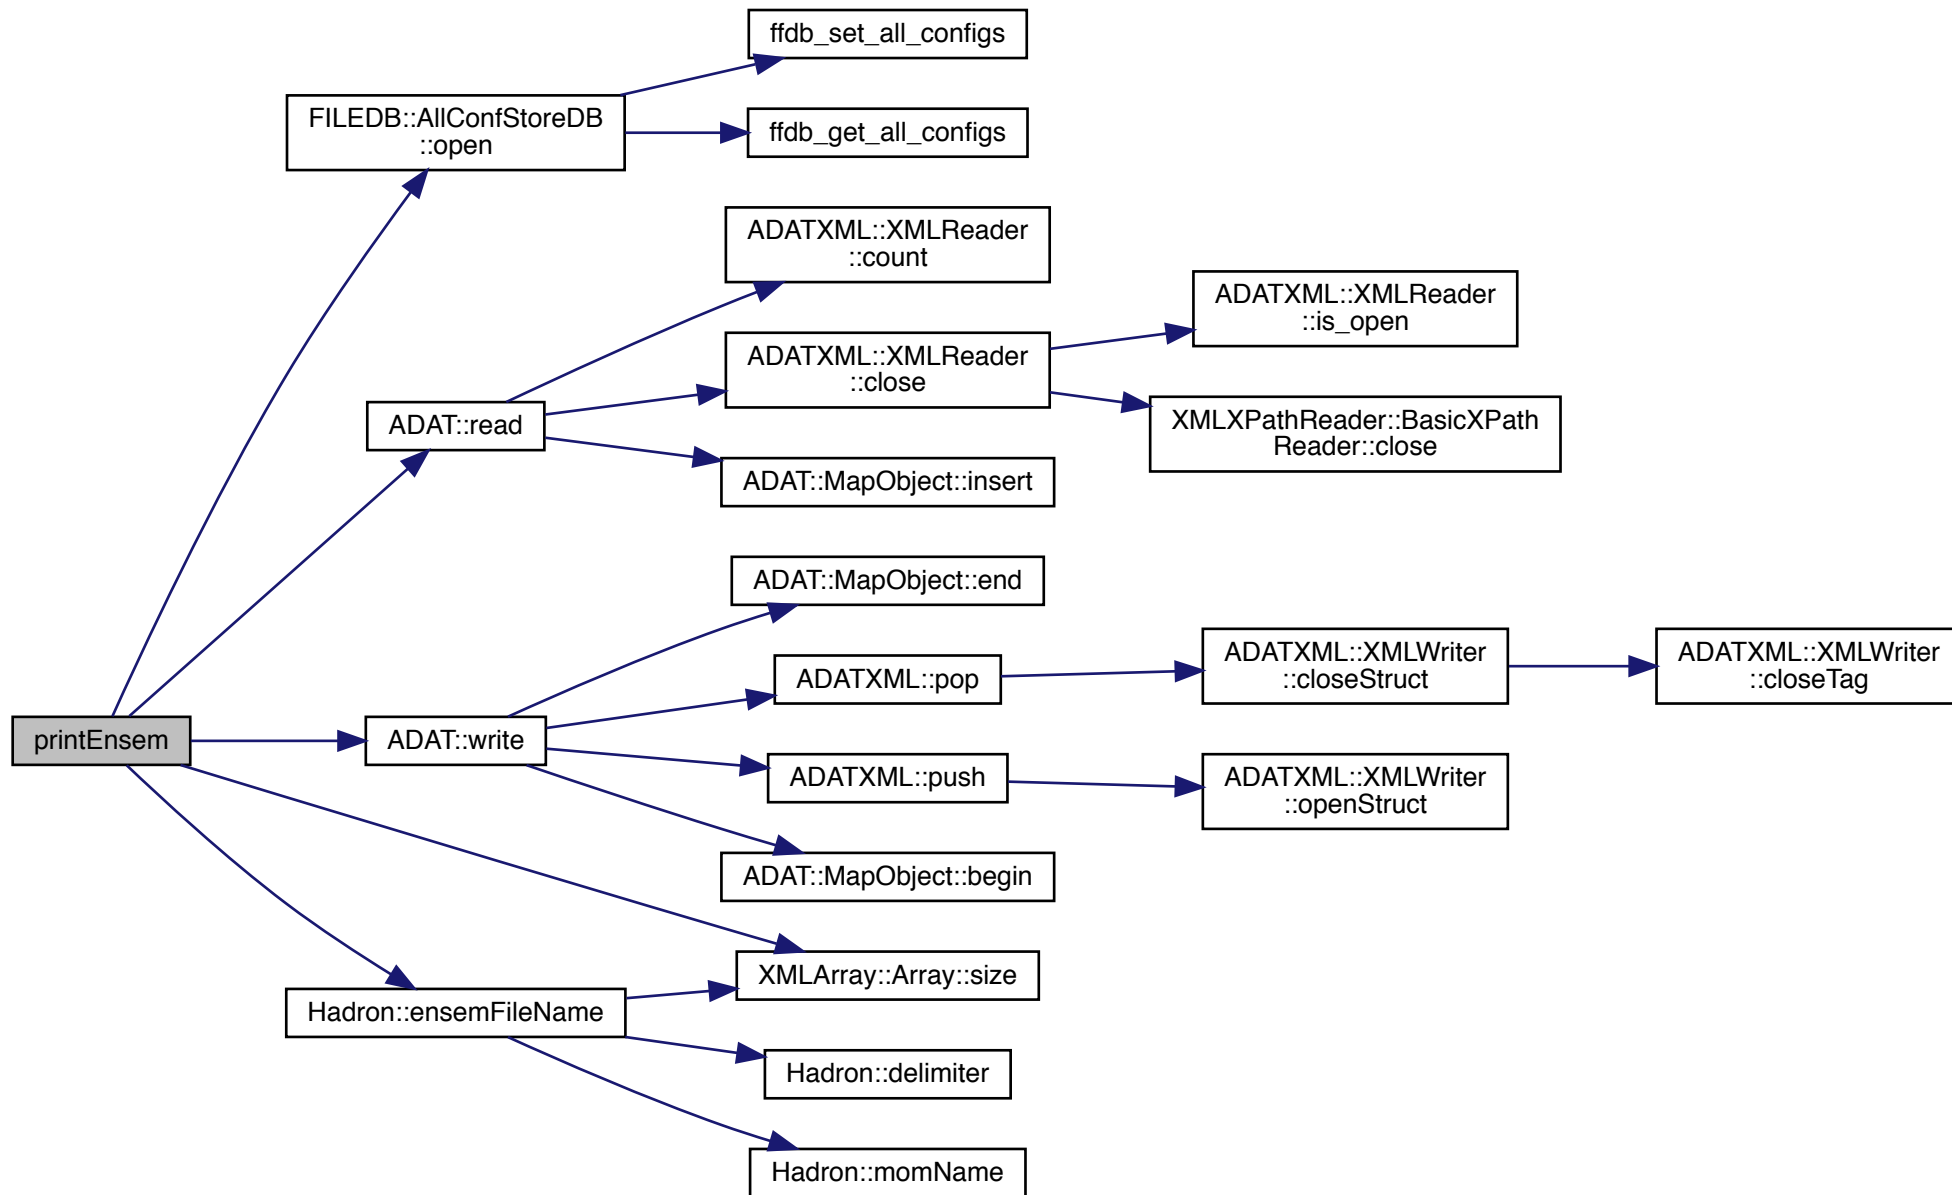 ffdb_set_all_configs
FILEDB::AllConfStoreDB
::open
ffdb_get_all_configs
ADATXML::XMLReader
::count
ADATXML::XMLReader
::is_open
ADATXML::XMLReader
::close
XMLXPathReader::BasicXPath
Reader::close
ADAT::read
ADAT::MapObject::insert
ADAT::MapObject::end
ADATXML::pop
ADATXML::XMLWriter
::closeStruct
ADATXML::XMLWriter
::closeTag
printEnsem
ADAT::write
ADATXML::push
ADATXML::XMLWriter
::openStruct
ADAT::MapObject::begin
XMLArray::Array::size
Hadron::ensemFileName
Hadron::delimiter
Hadron::momName